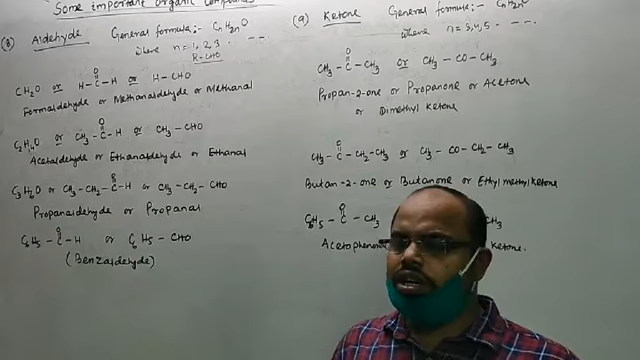 Some important organic compounds
(8) Aldehyde General formula:- CnH2nO
where n = 1, 2, 3 . - -
R-CHO
O
CH2O or H-C-H or H-CHO
Formaldehyde or Methanaldehyde or Methanal
O
C2H4O or CH3-C-H or CH3-CHO
Acetaldehyde or Ethanaldehyde or Ethanal
O
C3H6O or CH3-CH2-C-H or CH3-CH2-CHO
Propanaldehyde or Propanal
O
C6H5-C-H or C6H5-CHO
(Benzaldehyde)
(9) Ketone General formula:- CnH2nO
where n = 3, 4, 5 - - - .
O
CH3-C-CH3 or CH3-CO-CH3
Propan-2-one or Propanone or Acetone
or Dimethyl Ketone
O
CH3-C-CH2-CH3 or CH3-CO-CH2-CH3
Butan-2-one or Butanone or Ethylmethylketone
O
C6H5-C-CH3 CH3
Acetophenone ketone.